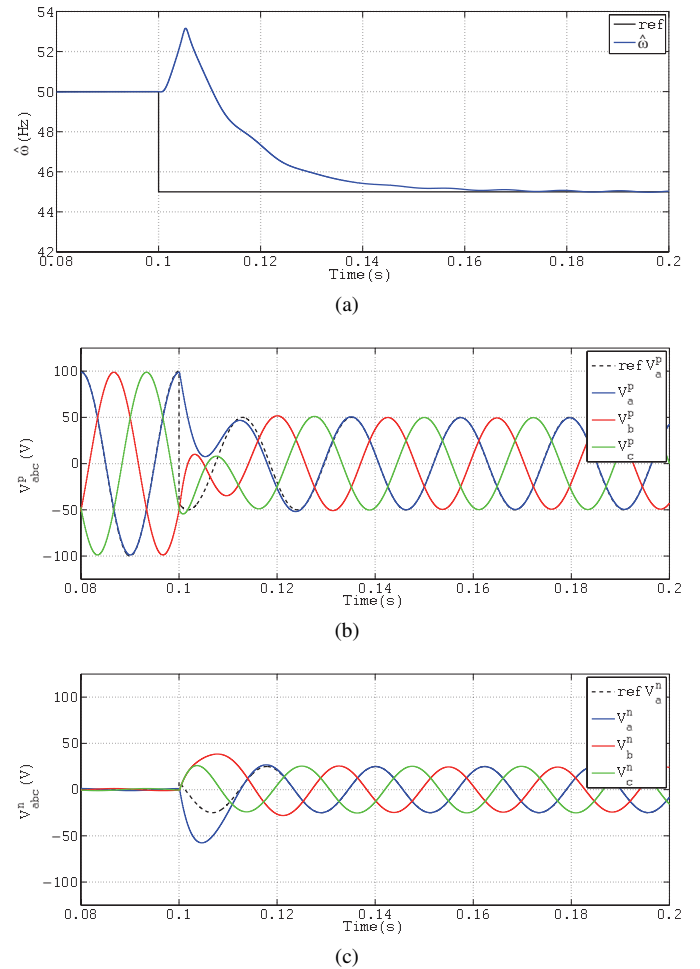 54
52
50
48
46
44
42
ω̂(Hz)
ref
ω̂
0.08 0.1 0.12 0.14 0.16 0.18 0.2
Time(s)
(a)
100
50
0
−50
−100
V^p_abc (V)
ref V^p_a
V^p_a
V^p_b
V^p_c
0.08 0.1 0.12 0.14 0.16 0.18 0.2
Time(s)
(b)
100
50
0
−50
−100
V^n_abc (V)
ref V^n_a
V^n_a
V^n_b
V^n_c
0.08 0.1 0.12 0.14 0.16 0.18 0.2
Time(s)
(c)